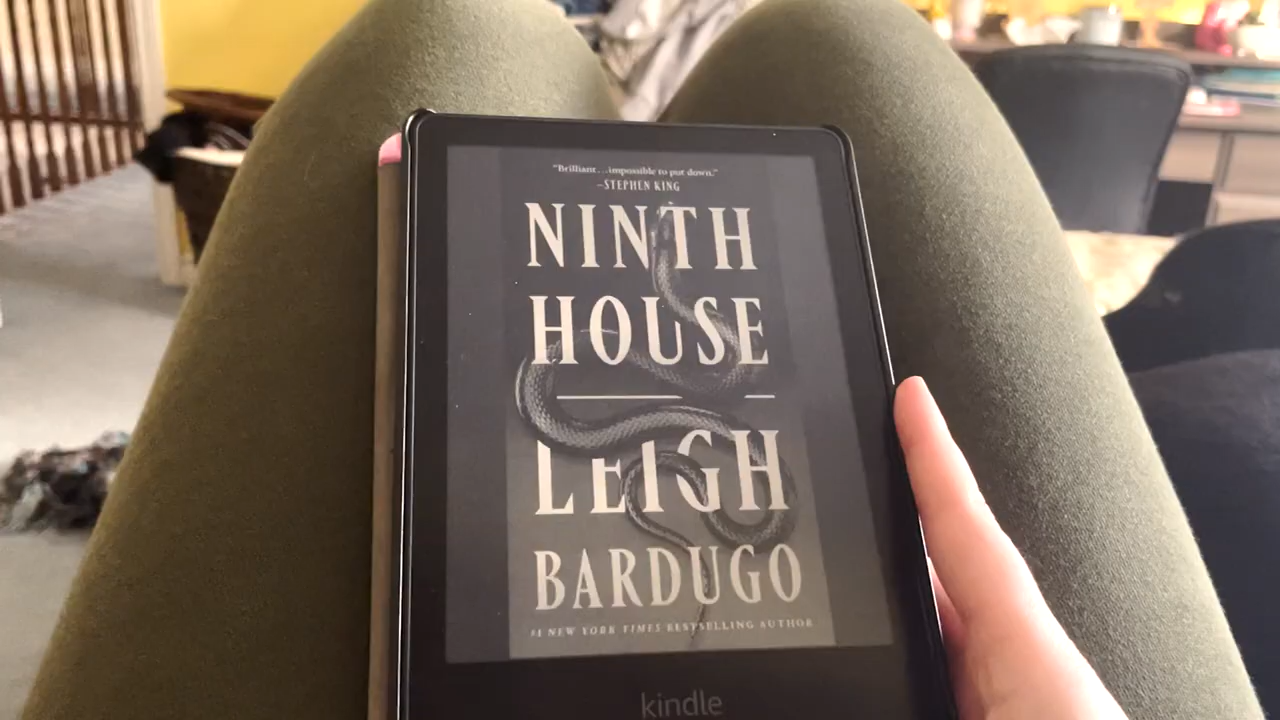 "Brilliant...impossible to put down."
–STEPHEN KING
NINTH
HOUSE
LEIGH
BARDUGO
#1 NEW YORK TIMES BESTSELLING AUTHOR
kindle